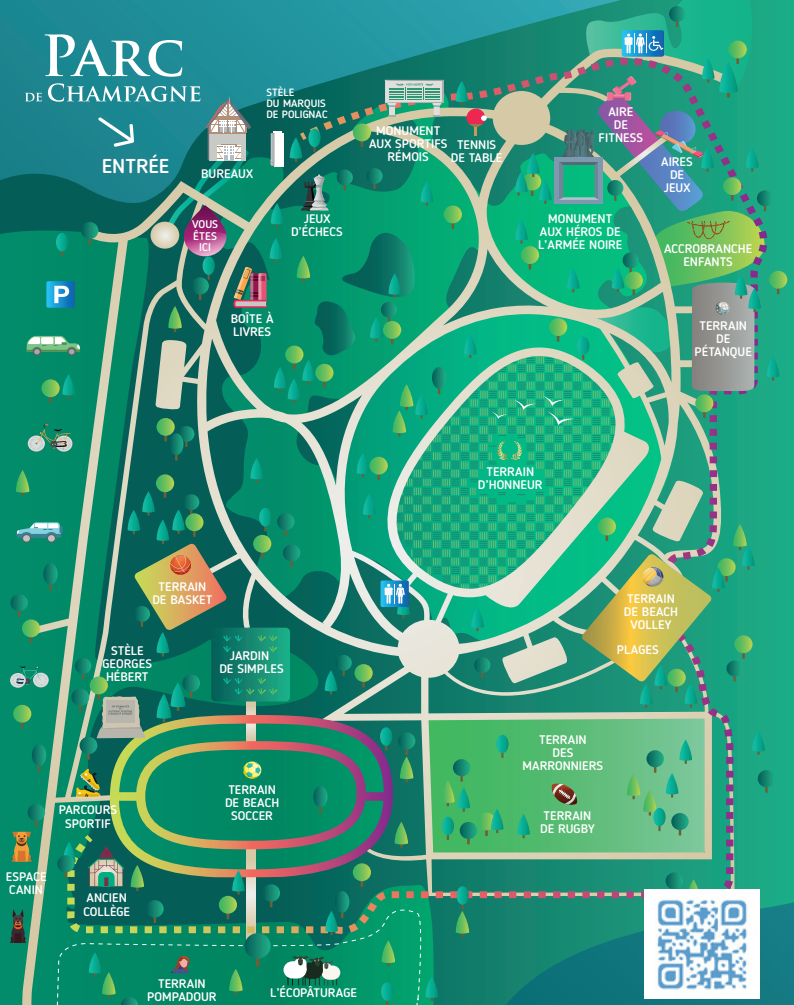 PARC
DE CHAMPAGNE
ENTRÉE
BUREAUX
STÈLE
DU MARQUIS
DE POLIGNAC
MONUMENT
AUX SPORTIFS
RÉMOIS
TENNIS
DE TABLE
AIRE
DE
FITNESS
AIRES
DE
JEUX
VOUS
ÊTES
ICI
JEUX
D'ÉCHECS
MONUMENT
AUX HÉROS DE
L'ARMÉE NOIRE
ACCROBRANCHE
ENFANTS
P
BOÎTE À
LIVRES
TERRAIN
DE
PÉTANQUE
TERRAIN
D'HONNEUR
TERRAIN
DE BASKET
TERRAIN
DE BEACH
VOLLEY
PLAGES
STÈLE
GEORGES
HÉBERT
JARDIN
DE SIMPLES
TERRAIN
DES
MARRONNIERS
TERRAIN
DE RUGBY
TERRAIN
DE BEACH
SOCCER
PARCOURS
SPORTIF
ESPACE
CANIN
ANCIEN
COLLÈGE
TERRAIN
POMPADOUR
L'ÉCOPÂTURAGE